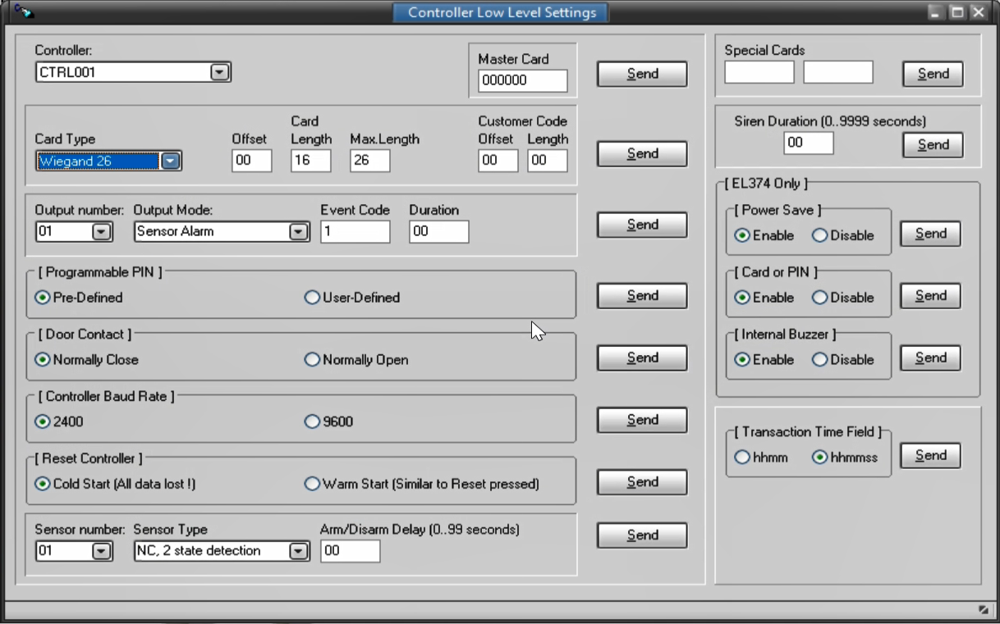 Controller Low Level Settings
Controller:
CTRL001
Master Card
000000
Send
Card Type
Wiegand 26
Offset
00
Card
Length
16
Max.Length
26
Customer Code
Offset
00
Length
00
Send
Output number:
01
Output Mode:
Sensor Alarm
Event Code
1
Duration
00
Send
[ Programmable PIN ]
Pre-Defined
User-Defined
Send
[ Door Contact ]
Normally Close
Normally Open
Send
[ Controller Baud Rate ]
2400
9600
Send
[ Reset Controller ]
Cold Start (All data lost !)
Warm Start (Similar to Reset pressed)
Send
Sensor number:
01
Sensor Type
NC, 2 state detection
Arm/Disarm Delay (0..99 seconds)
00
Send
Special Cards
Send
Siren Duration (0..9999 seconds)
00
Send
[ EL374 Only ]
[ Power Save ]
Enable
Disable
Send
[ Card or PIN ]
Enable
Disable
Send
[ Internal Buzzer ]
Enable
Disable
Send
[ Transaction Time Field ]
hhmm
hhmmss
Send